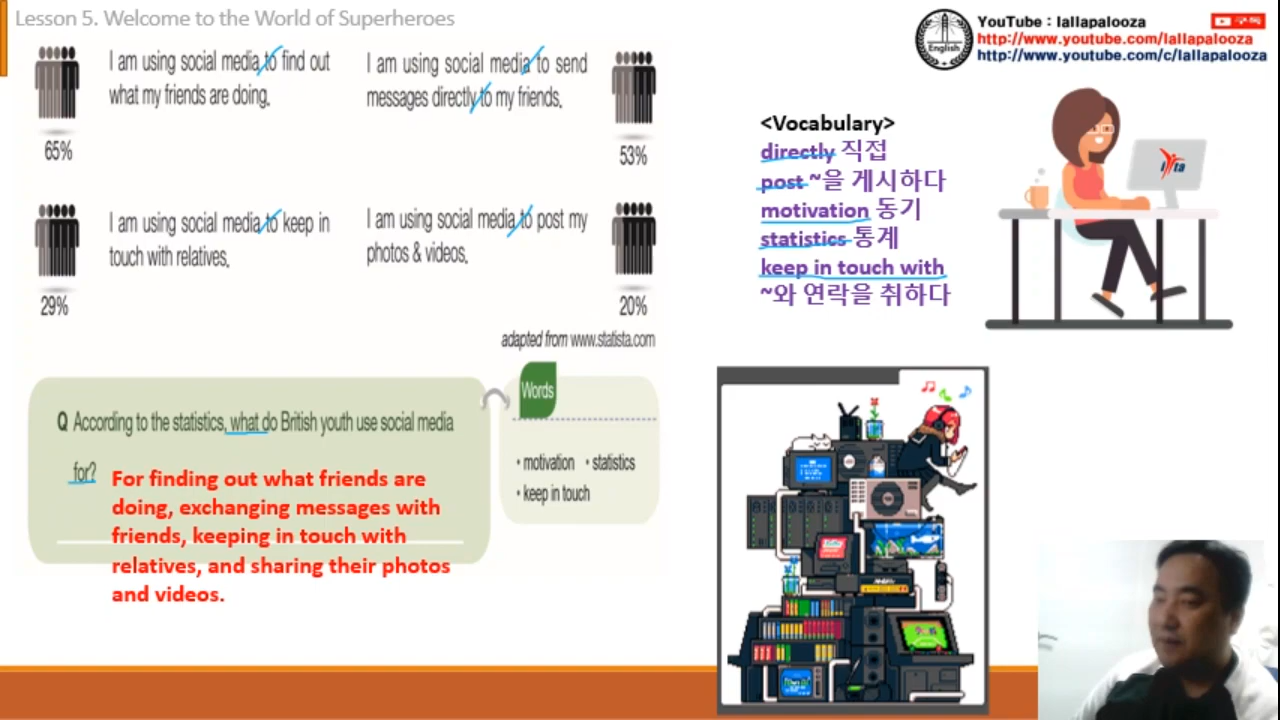 Lesson 5. Welcome to the World of Superheroes
I am using social media to find out
what my friends are doing.
65%
I am using social media to send
messages directly to my friends.
53%
I am using social media to keep in
touch with relatives.
29%
I am using social media to post my
photos & videos.
20%
adapted from www.statista.com
Q According to the statistics, what do British youth use social media
for?
For finding out what friends are
doing, exchanging messages with
friends, keeping in touch with
relatives, and sharing their photos
and videos.
Words
• motivation • statistics
• keep in touch
English
YouTube : lallapalooza
구독
http://www.youtube.com/lallapalooza
http://www.youtube.com/c/lallapalooza
<Vocabulary>
directly 직접
post ~을 게시하다
motivation 동기
statistics 통계
keep in touch with
~와 연락을 취하다